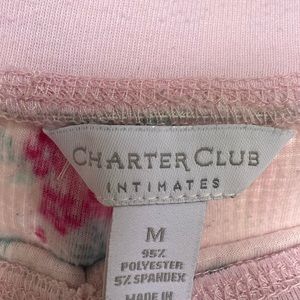 CHARTER CLUB
INTIMATES
M
95%
POLYESTER
5% SPANDEX
MADE IN